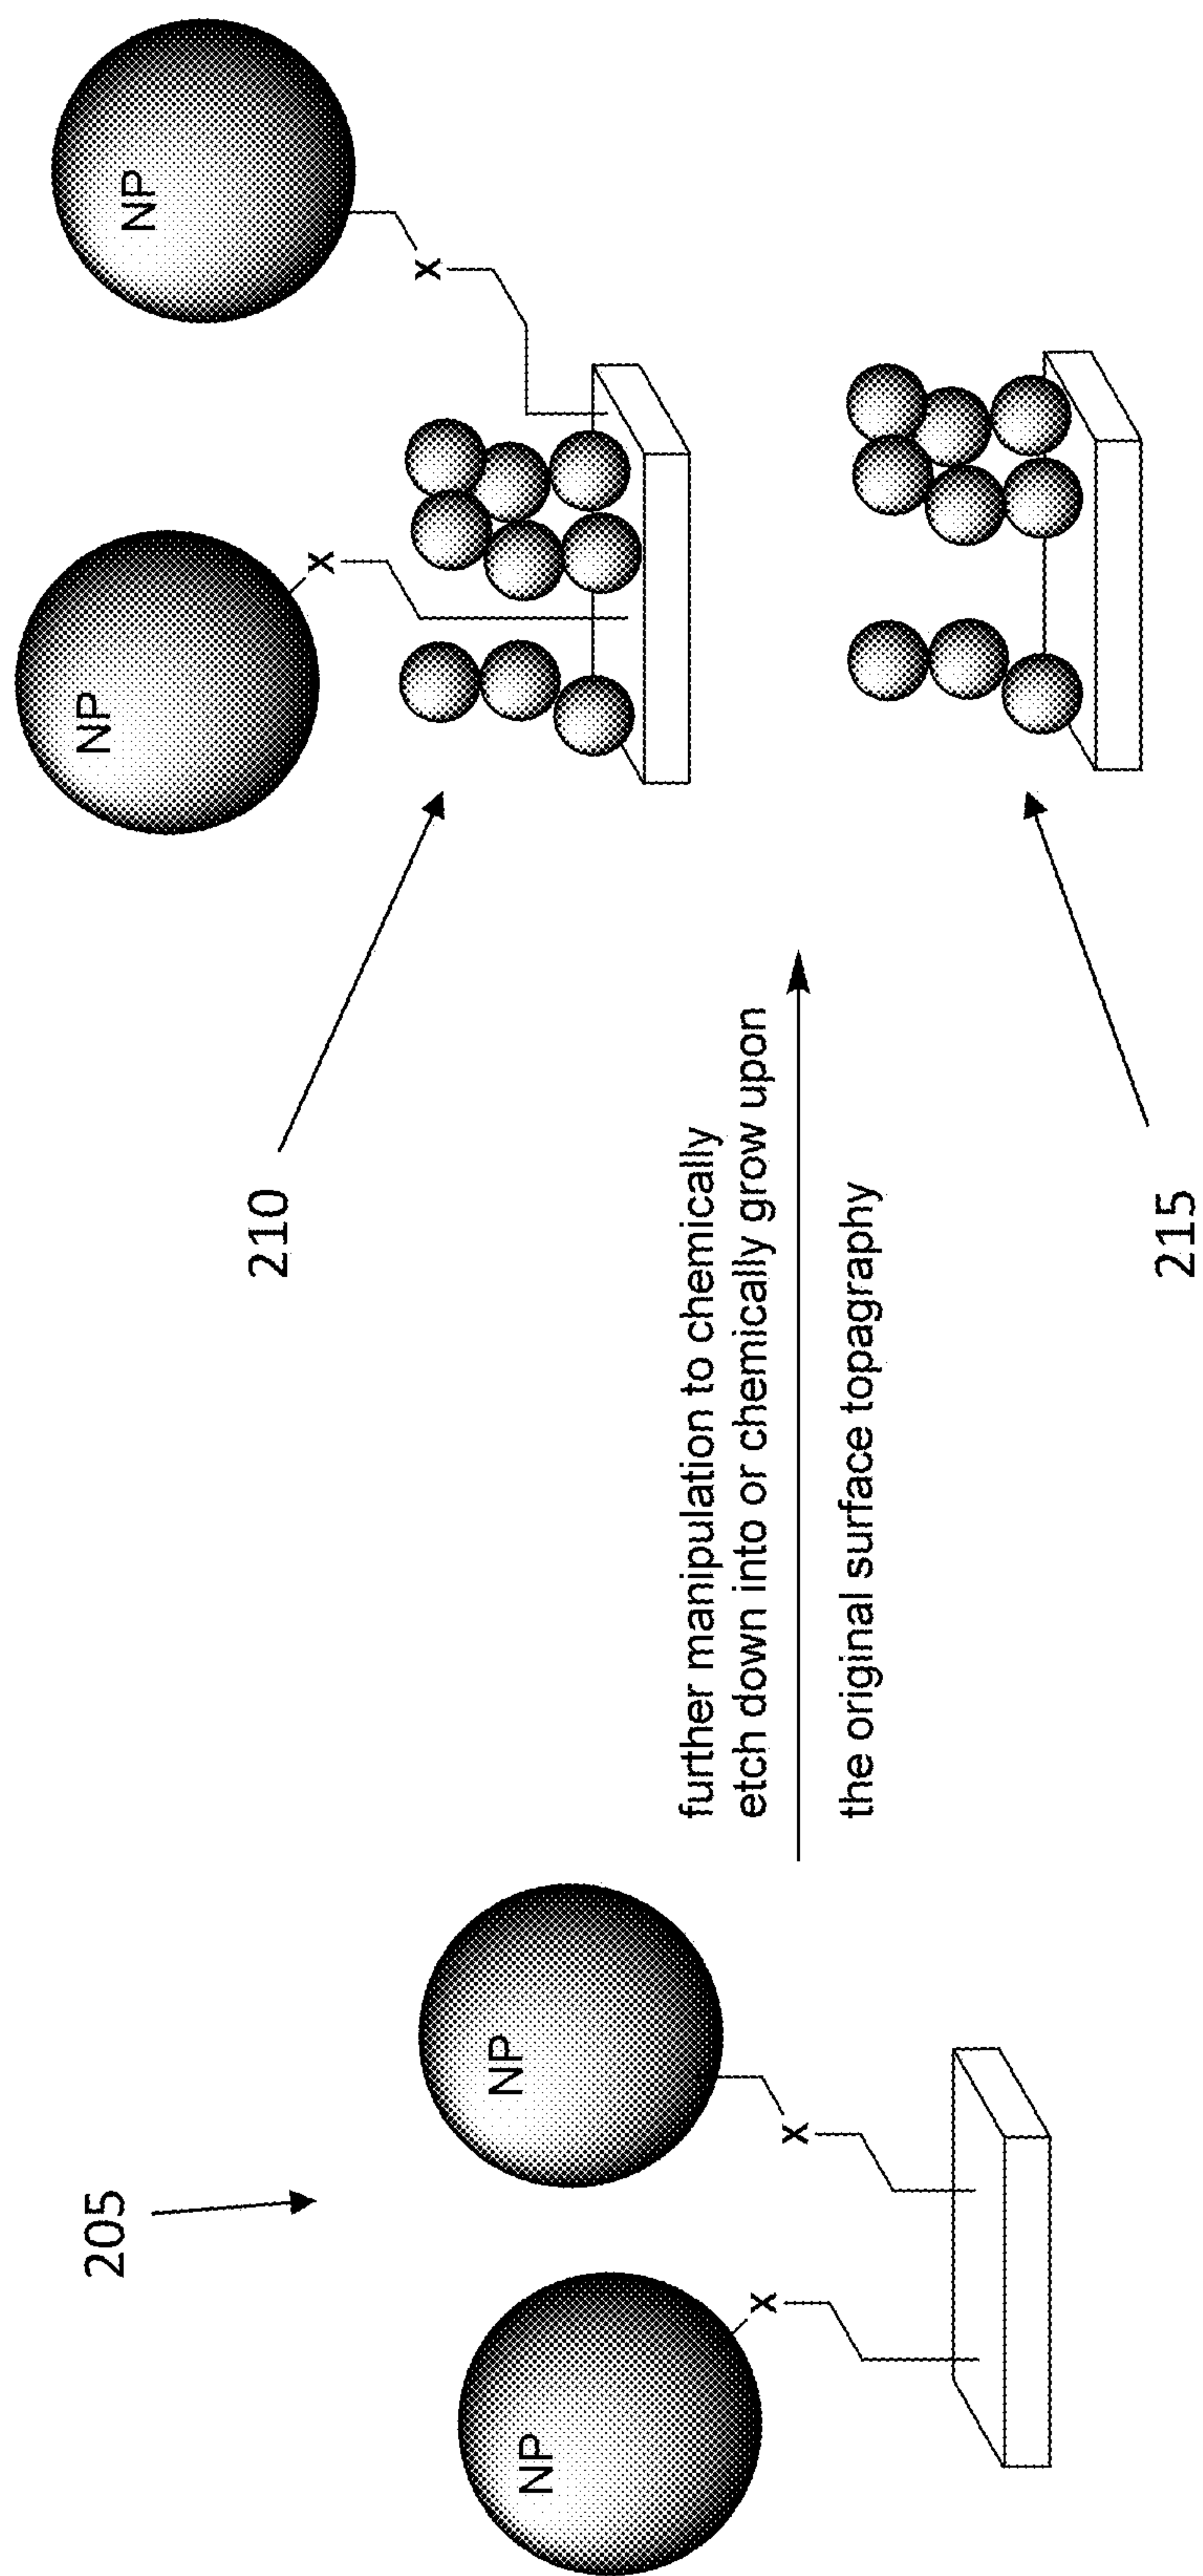 205
NP
NP
X
X
further manipulation to chemically
etch down into or chemically grow upon
the original surface topagraphy
210
NP
NP
X
X
215